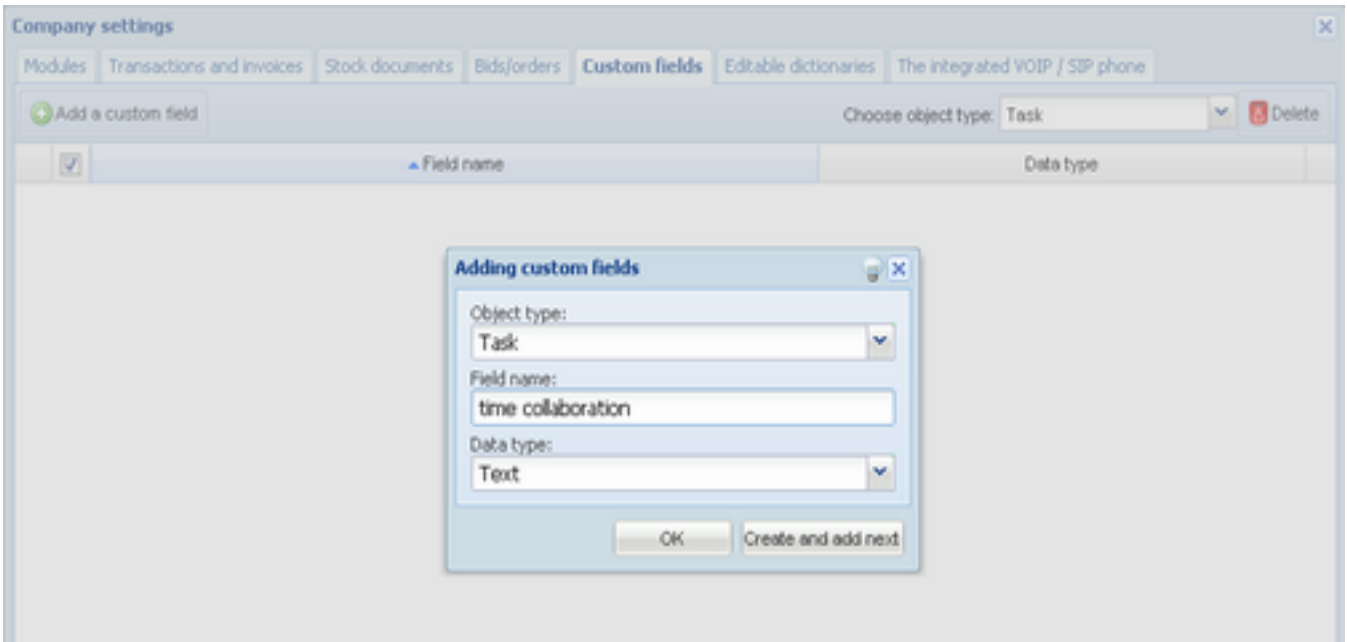 Company settings
Modules Transactions and invoices Stock documents Bids/orders Custom fields Editable dictionaries The integrated VOIP / SIP phone
Add a custom field Choose object type: Task Delete
Field name Data type
Adding custom fields
Object type:
Task
Field name:
time collaboration
Data type:
Text
OK Create and add next